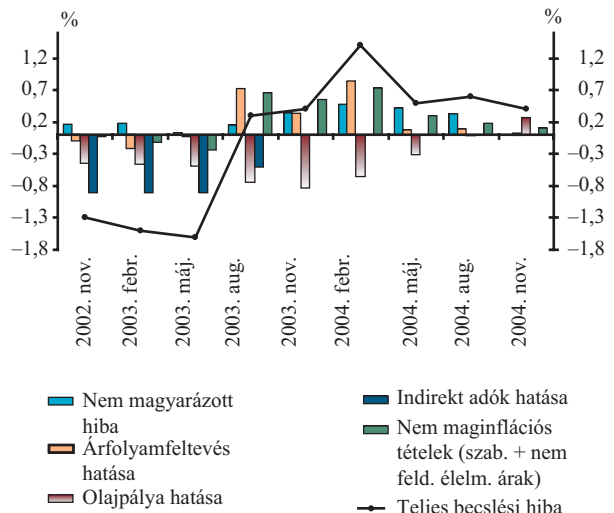 % %
1,2 1,2
0,7 0,7
0,2 0,2
–0,3 –0,3
–0,8 –0,8
–1,3 –1,3
–1,8 –1,8
2002. nov.
2003. febr.
2003. máj.
2003. aug.
2003. nov.
2004. febr.
2004. máj.
2004. aug.
2004. nov.
Nem magyarázott
hiba
Árfolyamfeltevés
hatása
Olajpálya hatása
Indirekt adók hatása
Nem maginflációs
tételek (szab. + nem
feld. élelm. árak)
Teljes becslési hiba